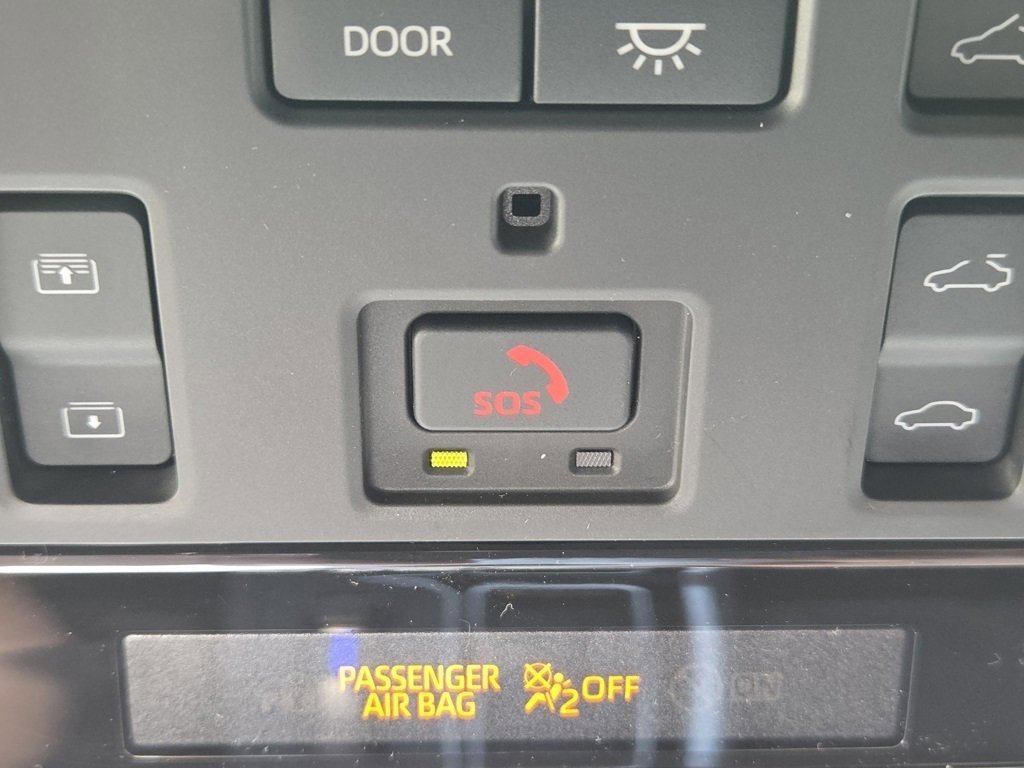 DOOR
SOS
PASSENGER
AIR BAG
2 OFF
ON